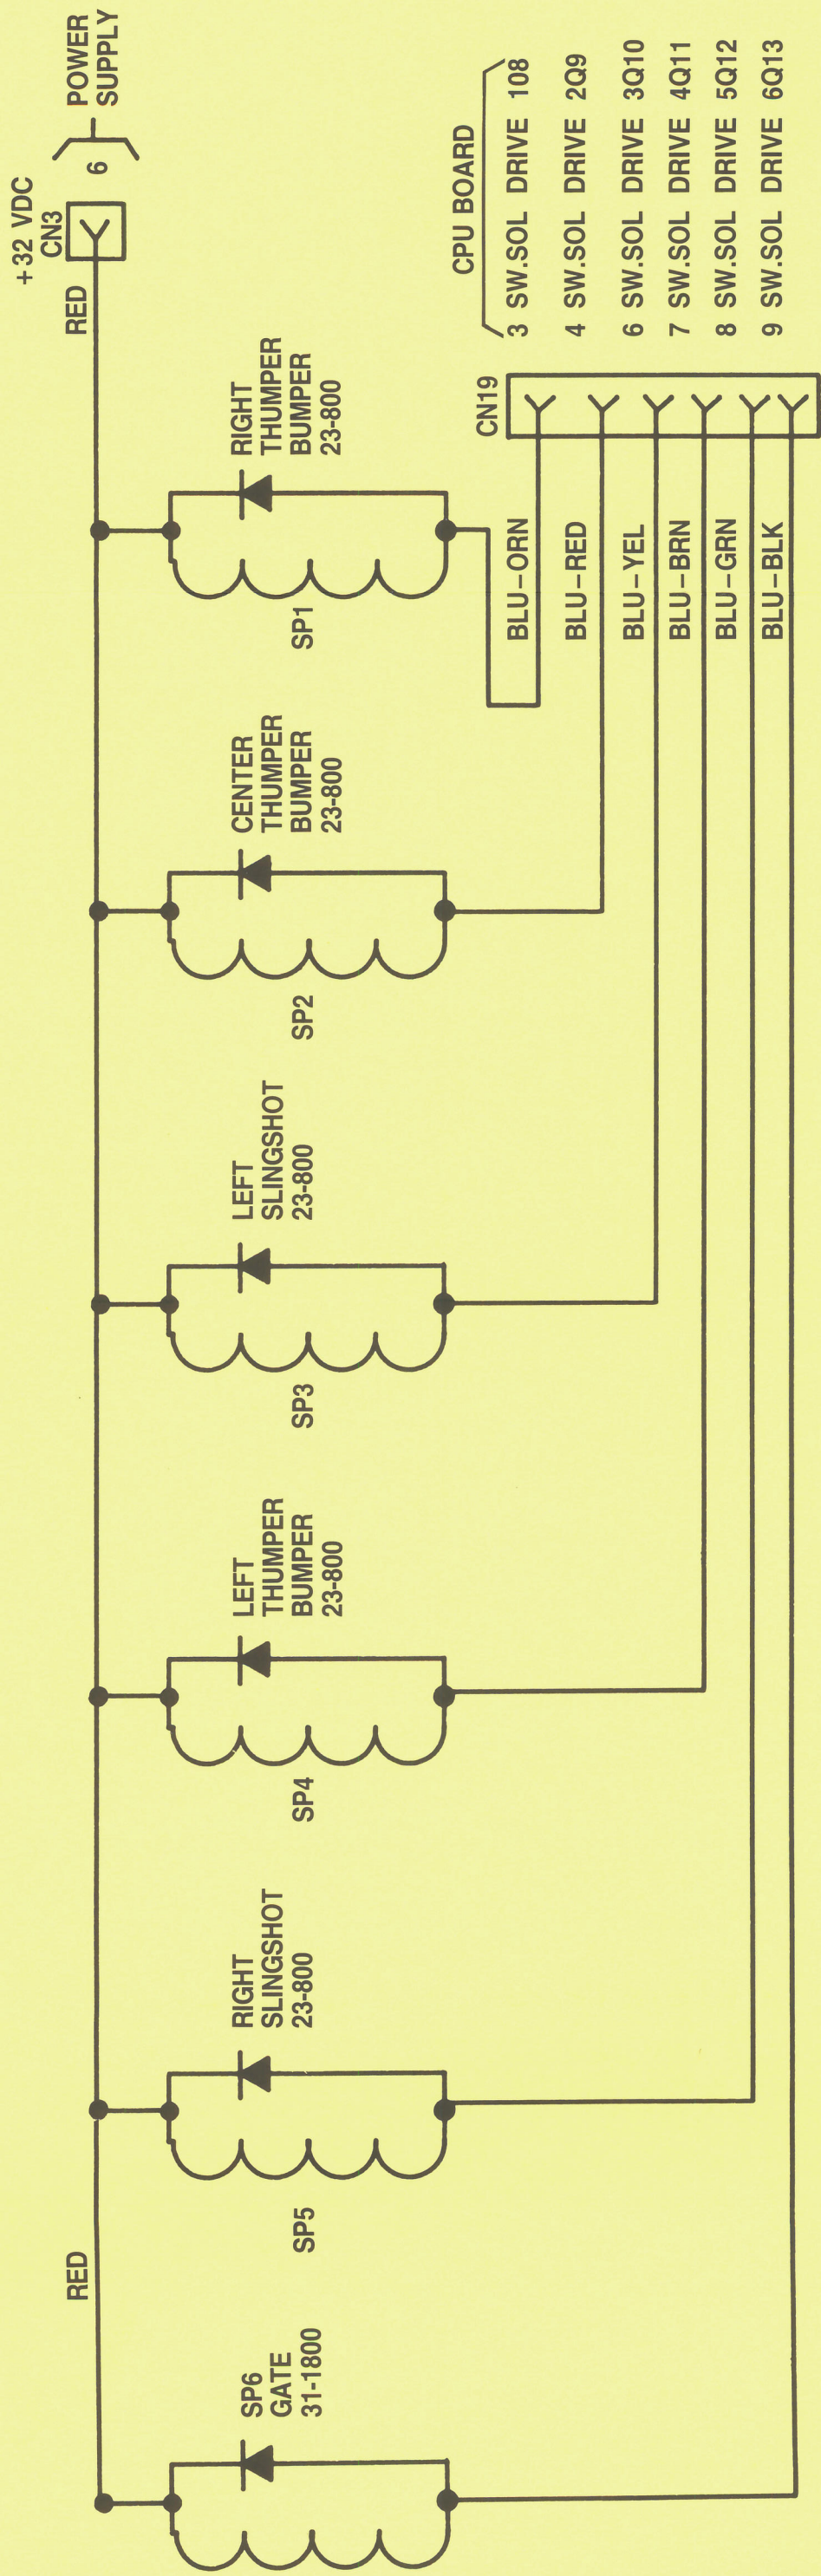 +32 VDC
CN3
RED
6
POWER
SUPPLY
RED
SP6
GATE
31-1800
SP5
RIGHT
SLINGSHOT
23-800
SP4
LEFT
THUMPER
BUMPER
23-800
SP3
LEFT
SLINGSHOT
23-800
SP2
CENTER
THUMPER
BUMPER
23-800
SP1
RIGHT
THUMPER
BUMPER
23-800
CPU BOARD
CN19
BLU-ORN
3 SW.SOL DRIVE 108
BLU-RED
4 SW.SOL DRIVE 2Q9
BLU-YEL
6 SW.SOL DRIVE 3Q10
BLU-BRN
7 SW.SOL DRIVE 4Q11
BLU-GRN
8 SW.SOL DRIVE 5Q12
BLU-BLK
9 SW.SOL DRIVE 6Q13